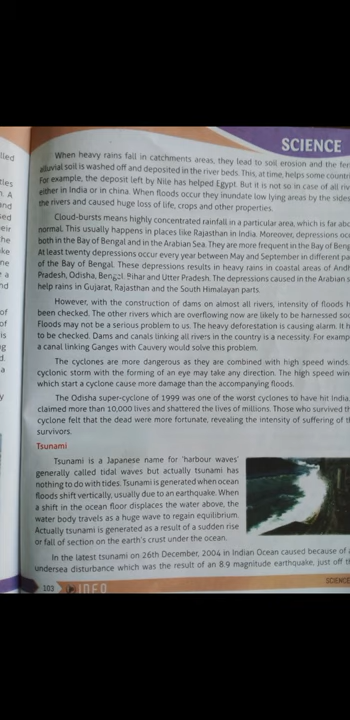 SCIENCE
When heavy rains fall in catchments areas, they lead to soil erosion and the fer
alluvial soil is washed off and deposited in the river beds. This, at time, helps some countri
For example, the deposit left by Nile has helped Egypt. But it is not so in case of all riv
either in India or in china. When floods occur they inundate low lying areas by the sides
the rivers and caused huge loss of life, crops and other properties.
Cloud-bursts means highly concentrated rainfall in a particular area, which is far abo
normal. This usually happens in places like Rajasthan in India. Moreover, depressions occ
both in the Bay of Bengal and in the Arabian Sea. They are more frequent in the Bay of Beng
At least twenty depressions occur every year between May and September in different pa
of the Bay of Bengal. These depressions results in heavy rains in coastal areas of Andh
Pradesh, Odisha, Bengal, Bihar and Utter Pradesh. The depressions caused in the Arabian s
help rains in Gujarat, Rajasthan and the South Himalayan parts.
However, with the construction of dams on almost all rivers, intensity of floods h
been checked. The other rivers which are overflowing now are likely to be harnessed soo
Floods may not be a serious problem to us. The heavy deforestation is causing alarm. It h
to be checked. Dams and canals linking all rivers in the country is a necessity. For examp
a canal linking Ganges with Cauvery would solve this problem.
The cyclones are more dangerous as they are combined with high speed winds.
cyclonic storm with the forming of an eye may take any direction. The high speed win
which start a cyclone cause more damage than the accompanying floods.
The Odisha super-cyclone of 1999 was one of the worst cyclones to have hit India.
claimed more than 10,000 lives and shattered the lives of millions. Those who survived th
cyclone felt that the dead were more fortunate, revealing the intensity of suffering of th
survivors.
Tsunami
Tsunami is a Japanese name for 'harbour waves'
generally called tidal waves but actually tsunami has
nothing to do with tides. Tsunami is generated when ocean
floods shift vertically, usually due to an earthquake. When
a shift in the ocean floor displaces the water above, the
water body travels as a huge wave to regain equilibrium.
Actually tsunami is generated as a result of a sudden rise
or fall of section on the earth's crust under the ocean.
In the latest tsunami on 26th December, 2004 in Indian Ocean caused because of a
undersea disturbance which was the result of an 8.9 magnitude earthquake, just off th
SCIENCE
103 INFO